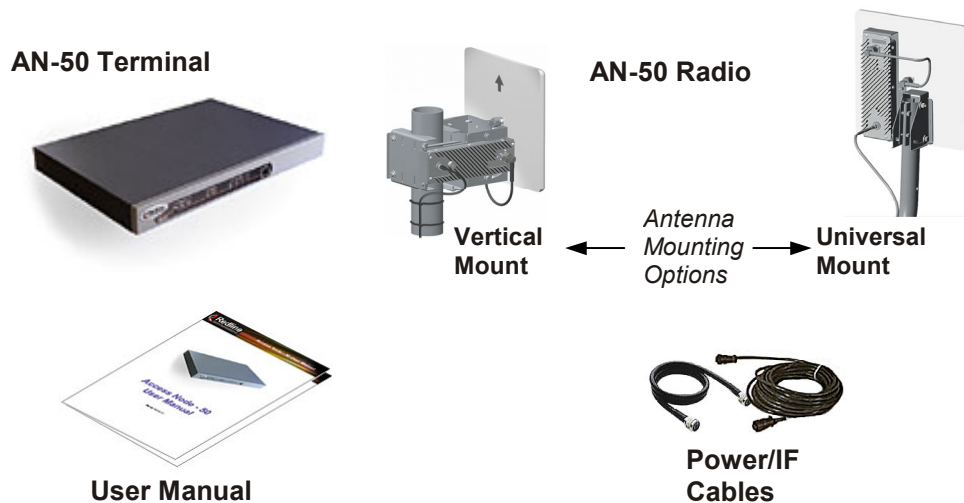 AN-50 Terminal
AN-50 Radio
Vertical
Mount
Antenna
Mounting
Options
Universal
Mount
Redline
Access Node - 50
User Manual
User Manual
Power/IF
Cables